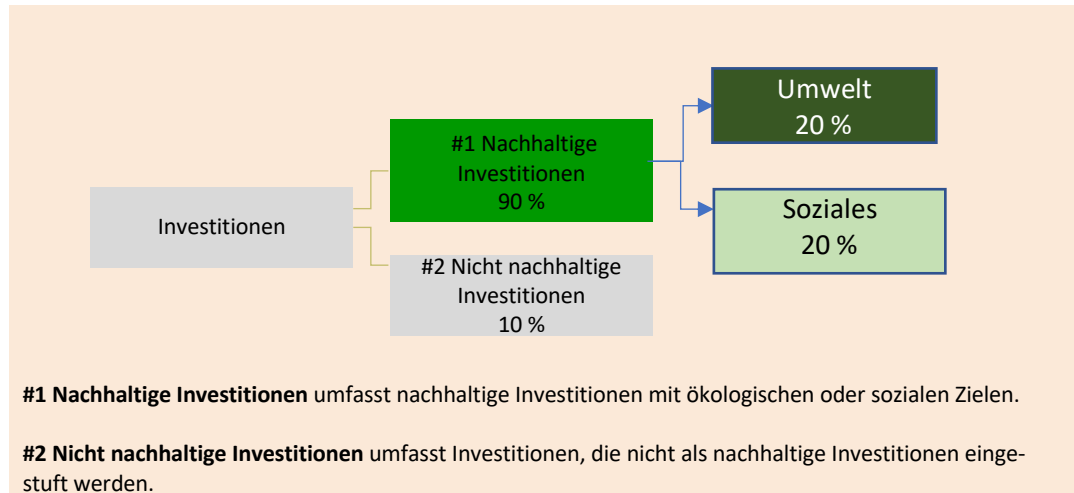 Umwelt
20 %
#1 Nachhaltige
Investitionen
90 %
Soziales
20 %
Investitionen
#2 Nicht nachhaltige
Investitionen
10 %
#1 Nachhaltige Investitionen umfasst nachhaltige Investitionen mit ökologischen oder sozialen Zielen.
#2 Nicht nachhaltige Investitionen umfasst Investitionen, die nicht als nachhaltige Investitionen einge-
stuft werden.